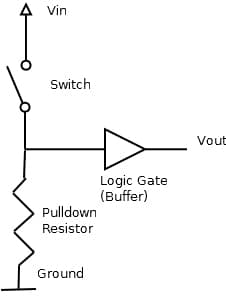 Vin
Switch
Vout
Logic Gate
(Buffer)
Pulldown
Resistor
Ground